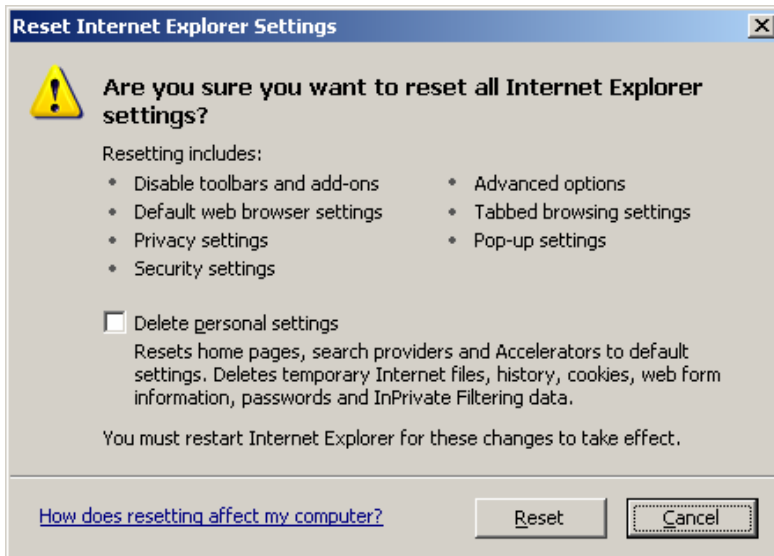 Reset Internet Explorer Settings
Are you sure you want to reset all Internet Explorer
settings?
Resetting includes:
• Disable toolbars and add-ons
• Default web browser settings
• Privacy settings
• Security settings
• Advanced options
• Tabbed browsing settings
• Pop-up settings
Delete personal settings
Resets home pages, search providers and Accelerators to default
settings. Deletes temporary Internet files, history, cookies, web form
information, passwords and InPrivate Filtering data.
You must restart Internet Explorer for these changes to take effect.
How does resetting affect my computer?
Reset
Cancel